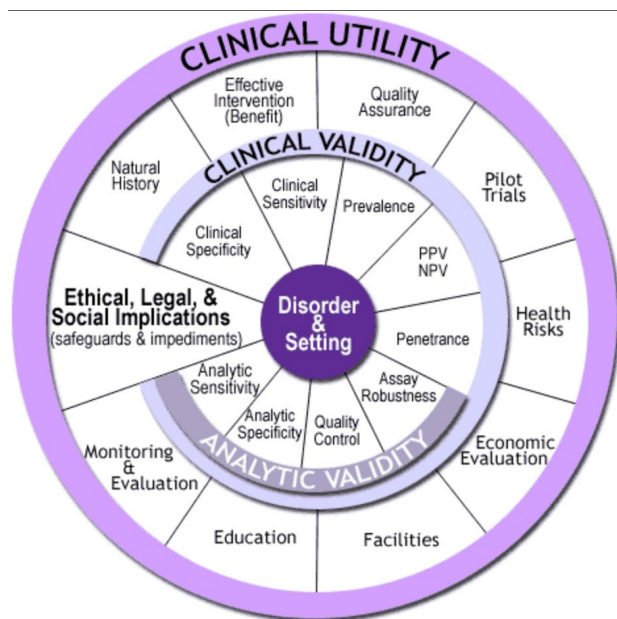 CLINICAL UTILITY
Effective
Intervention
(Benefit)
Quality
Assurance
Natural
History
Pilot
Trials
CLINICAL VALIDITY
Clinical
Sensitivity
Prevalence
Clinical
Specificity
PPV
NPV
Ethical, Legal, &
Social Implications
(safeguards & impediments)
Disorder
&
Setting
Health
Risks
Penetrance
Analytic
Sensitivity
Assay
Robustness
Analytic
Specificity
Quality
Control
ANALYTIC VALIDITY
Monitoring
&
Evaluation
Economic
Evaluation
Education
Facilities